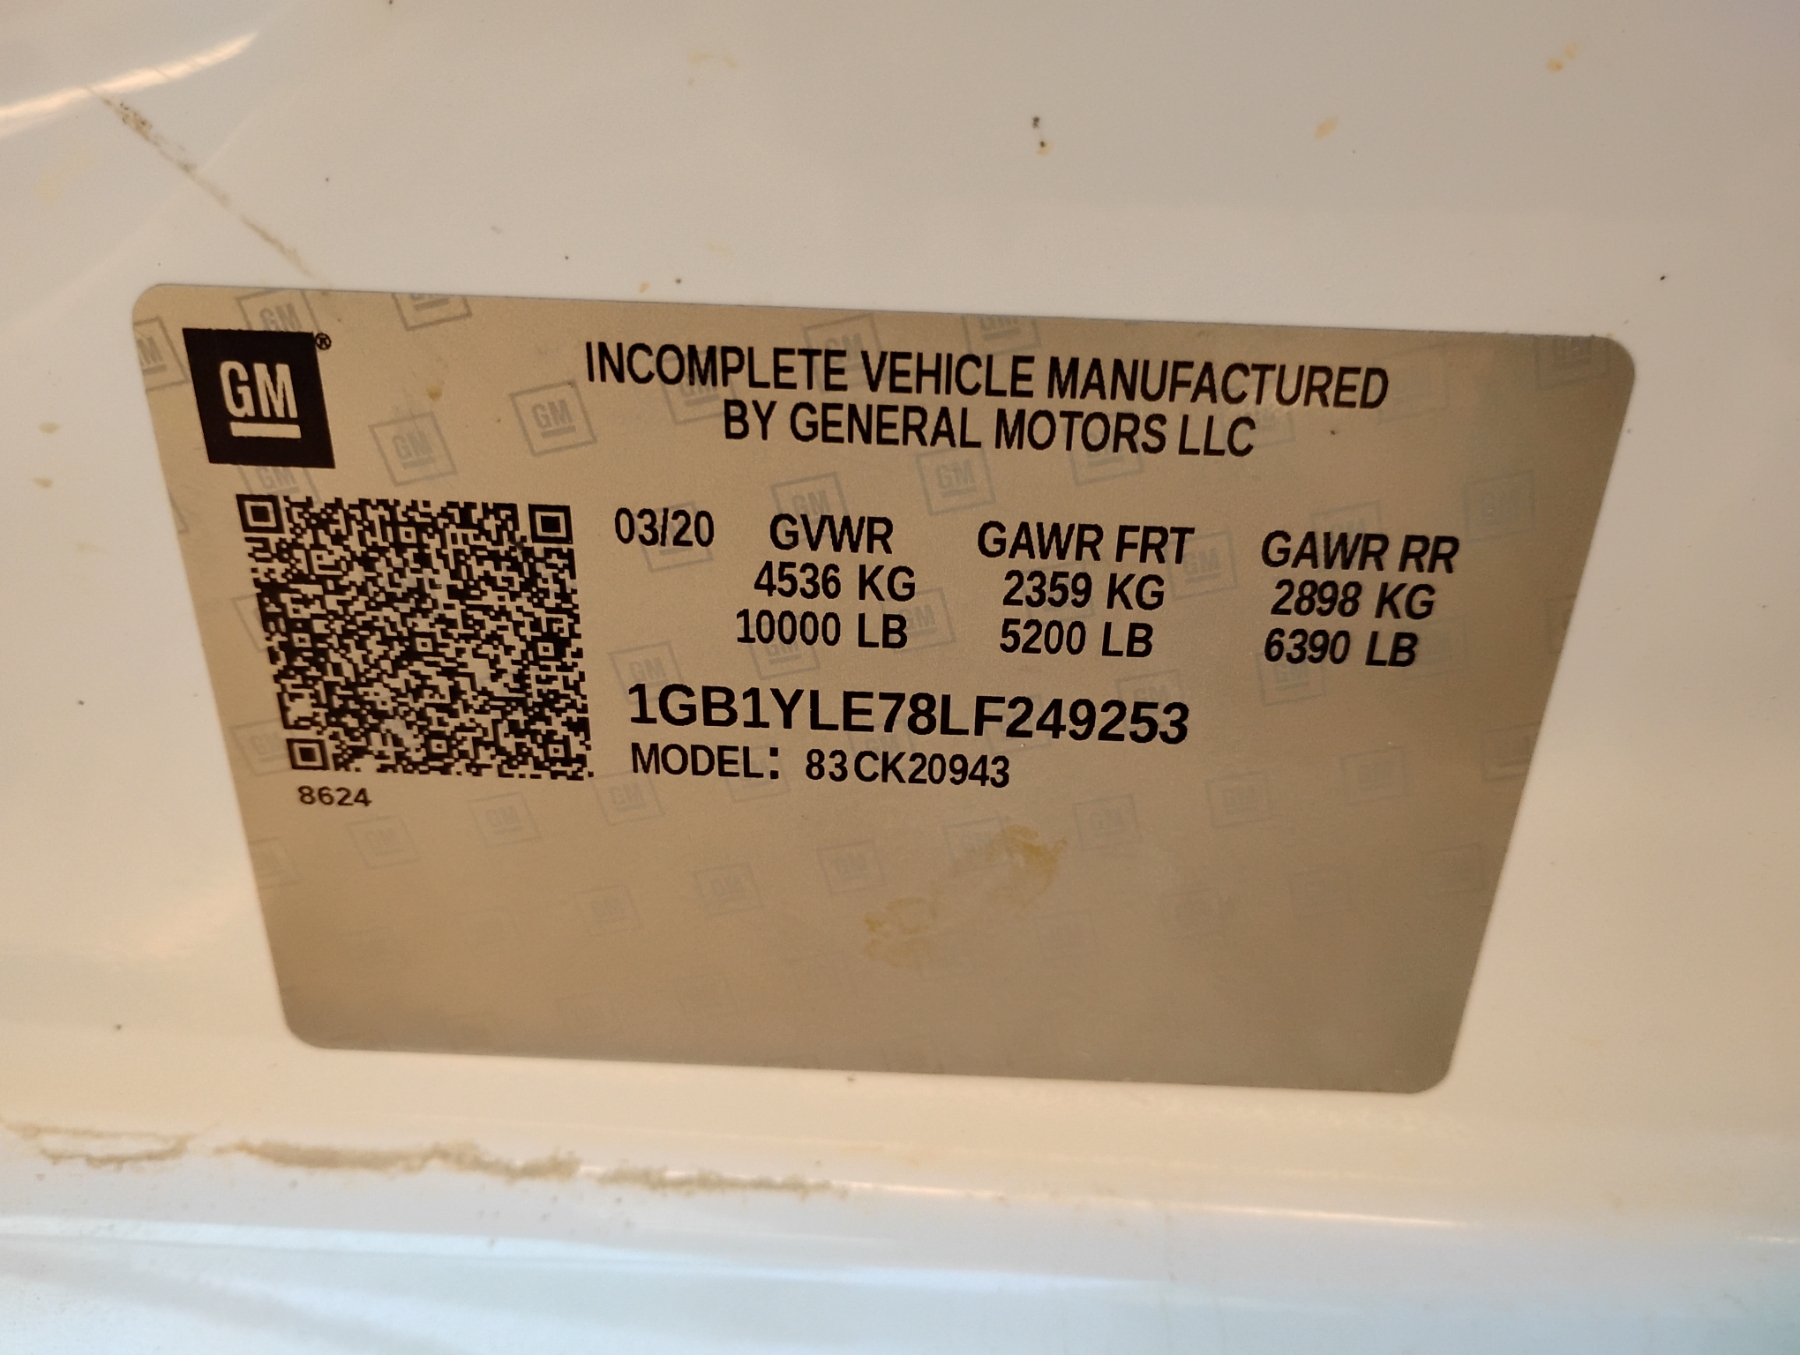 GM®
INCOMPLETE VEHICLE MANUFACTURED
BY GENERAL MOTORS LLC
03/20 GVWR GAWR FRT GAWR RR
4536 KG 2359 KG 2898 KG
10000 LB 5200 LB 6390 LB
1GB1YLE78LF249253
MODEL: 83CK20943
8624